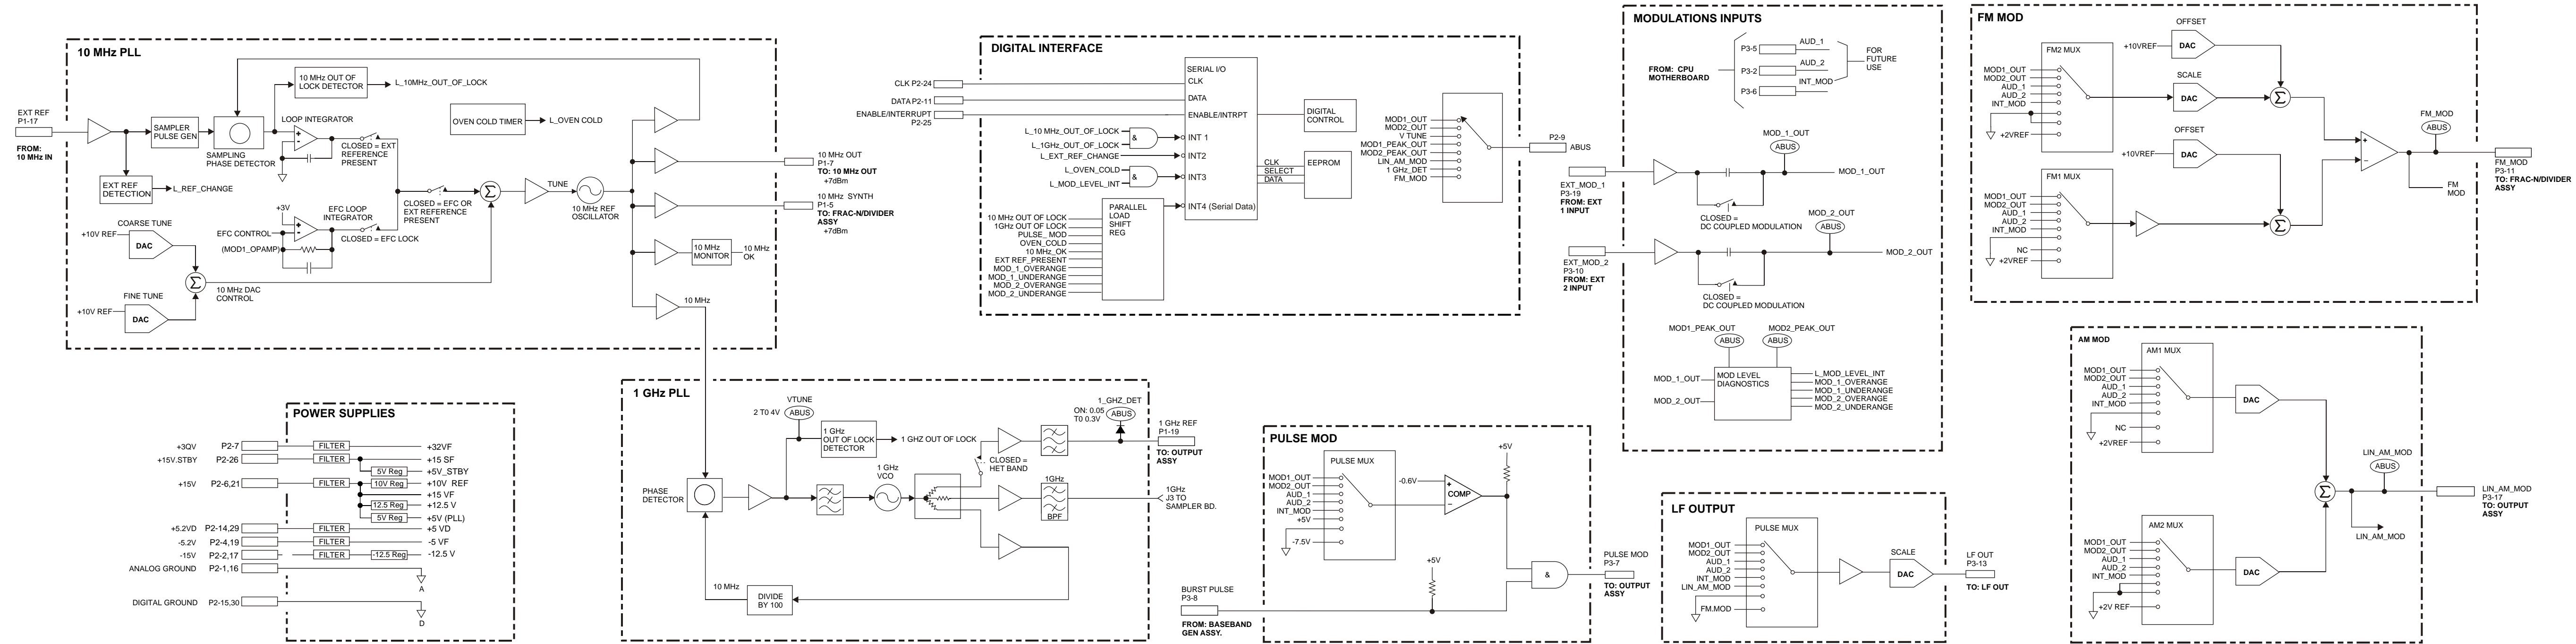 10 MHz PLL
EXT REF
P1-17
FROM:
10 MHz IN
SAMPLER
PULSE GEN
SAMPLING
PHASE DETECTOR
10 MHz OUT OF
LOCK DETECTOR
L_10MHz_OUT_OF_LOCK
LOOP INTEGRATOR
+
-
CLOSED = EXT
REFERENCE
PRESENT
OVEN COLD TIMER
L_OVEN COLD
EXT REF
DETECTION
L_REF_CHANGE
COARSE TUNE
+10V REF
DAC
+3V
EFC LOOP
INTEGRATOR
EFC CONTROL
(MOD1_OPAMP)
+
-
CLOSED = EFC LOCK
CLOSED = EFC OR
EXT REFERENCE
PRESENT
Σ
TUNE
10 MHz REF
OSCILLATOR
Σ
10 MHz DAC
CONTROL
FINE TUNE
+10V REF
DAC
10 MHz OUT
P1-7
TO: 10 MHz OUT
+7dBm
10 MHz SYNTH
P1-5
TO: FRAC-N/DIVIDER
ASSY
+7dBm
10 MHz
MONITOR
10 MHz
OK
10 MHz
POWER SUPPLIES
+3QV P2-7 FILTER +32VF
+15V.STBY P2-26 FILTER +15 SF
5V Reg +5V_STBY
+15V P2-6,21 FILTER 10V Reg +10V REF
+15 VF
12.5 Reg +12.5 V
5V Reg +5V (PLL)
+5.2VD P2-14,29 FILTER +5 VD
-5.2V P2-4,19 FILTER -5 VF
-15V P2-2,17 FILTER -12.5 Reg -12.5 V
ANALOG GROUND P2-1,16
A
DIGITAL GROUND P2-15,30
D
1 GHz PLL
VTUNE
2 T0 4V
ABUS
1 GHz
OUT OF LOCK
DETECTOR
1 GHZ OUT OF LOCK
1_GHZ_DET
ON: 0.05
T0 0.3V
ABUS
1 GHz REF
P1-19
TO: OUTPUT
ASSY
CLOSED =
HET BAND
PHASE
DETECTOR
1 GHz
VCO
1GHz
BPF
1GHz
J3 TO
SAMPLER BD.
10 MHz
DIVIDE
BY 100
DIGITAL INTERFACE
CLK P2-24
DATA P2-11
ENABLE/INTERRUPT
P2-25
SERIAL I/O
CLK
DATA
ENABLE/INTRPT
INT 1
INT2
INT3
INT4 (Serial Data)
L_10 MHz_OUT_OF_LOCK
L_1GHz_OUT_OF_LOCK
&
L_EXT_REF_CHANGE
L_OVEN_COLD
L_MOD_LEVEL_INT
&
10 MHz OUT OF LOCK
1GHz OUT OF LOCK
PULSE_ MOD
OVEN_COLD
10 MHz_OK
EXT REF_PRESENT
MOD_1_OVERANGE
MOD_1_UNDERANGE
MOD_2_OVERANGE
MOD_2_UNDERANGE
PARALLEL
LOAD
SHIFT
REG
DIGITAL
CONTROL
CLK
SELECT
DATA
EEPROM
MOD1_OUT
MOD2_OUT
V TUNE
MOD1_PEAK_OUT
MOD2_PEAK_OUT
LIN_AM_MOD
1 GHz_DET
FM_MOD
P2-9
ABUS
MODULATIONS INPUTS
FROM: CPU
MOTHERBOARD
P3-5 AUD_1
P3-2 AUD_2
P3-6 INT_MOD
FOR
FUTURE
USE
EXT_MOD_1
P3-19
FROM: EXT
1 INPUT
MOD_1_OUT
ABUS
MOD_1_OUT
CLOSED =
DC COUPLED MODULATION
EXT_MOD_2
P3-10
FROM: EXT
2 INPUT
MOD_2_OUT
ABUS
MOD_2_OUT
CLOSED =
DC COUPLED MODULATION
MOD1_PEAK_OUT
ABUS
MOD2_PEAK_OUT
ABUS
MOD_1_OUT
MOD_2_OUT
MOD LEVEL
DIAGNOSTICS
L_MOD_LEVEL_INT
MOD_1_OVERANGE
MOD_1_UNDERANGE
MOD_2_OVERANGE
MOD_2_UNDERANGE
PULSE MOD
PULSE MUX
MOD1_OUT
MOD2_OUT
AUD_1
AUD_2
INT_MOD
+5V
-7.5V
-0.6V
+
COMP
-
+5V
+5V
&
BURST PULSE
P3-8
FROM: BASEBAND
GEN ASSY.
PULSE MOD
P3-7
TO: OUTPUT
ASSY
LF OUTPUT
PULSE MUX
MOD1_OUT
MOD2_OUT
AUD_1
AUD_2
INT_MOD
LIN_AM_MOD
FM.MOD
SCALE
DAC
LF OUT
P3-13
TO: LF OUT
FM MOD
FM2 MUX
MOD1_OUT
MOD2_OUT
AUD_1
AUD_2
INT_MOD
+2VREF
OFFSET
+10VREF
DAC
SCALE
DAC
Σ
OFFSET
+10VREF
DAC
FM1 MUX
MOD1_OUT
MOD2_OUT
AUD_1
AUD_2
INT_MOD
NC
+2VREF
Σ
+
−
FM_MOD
ABUS
FM
MOD
FM_MOD
P3-11
TO: FRAC-N/DIVIDER
ASSY
AM MOD
AM1 MUX
MOD1_OUT
MOD2_OUT
AUD_1
AUD_2
INT_MOD
NC
+2VREF
DAC
Σ
LIN_AM_MOD
ABUS
LIN_AM_MOD
LIN_AM_MOD
P3-17
TO: OUTPUT
ASSY
AM2 MUX
MOD1_OUT
MOD2_OUT
AUD_1
AUD_2
INT_MOD
+2V REF
DAC